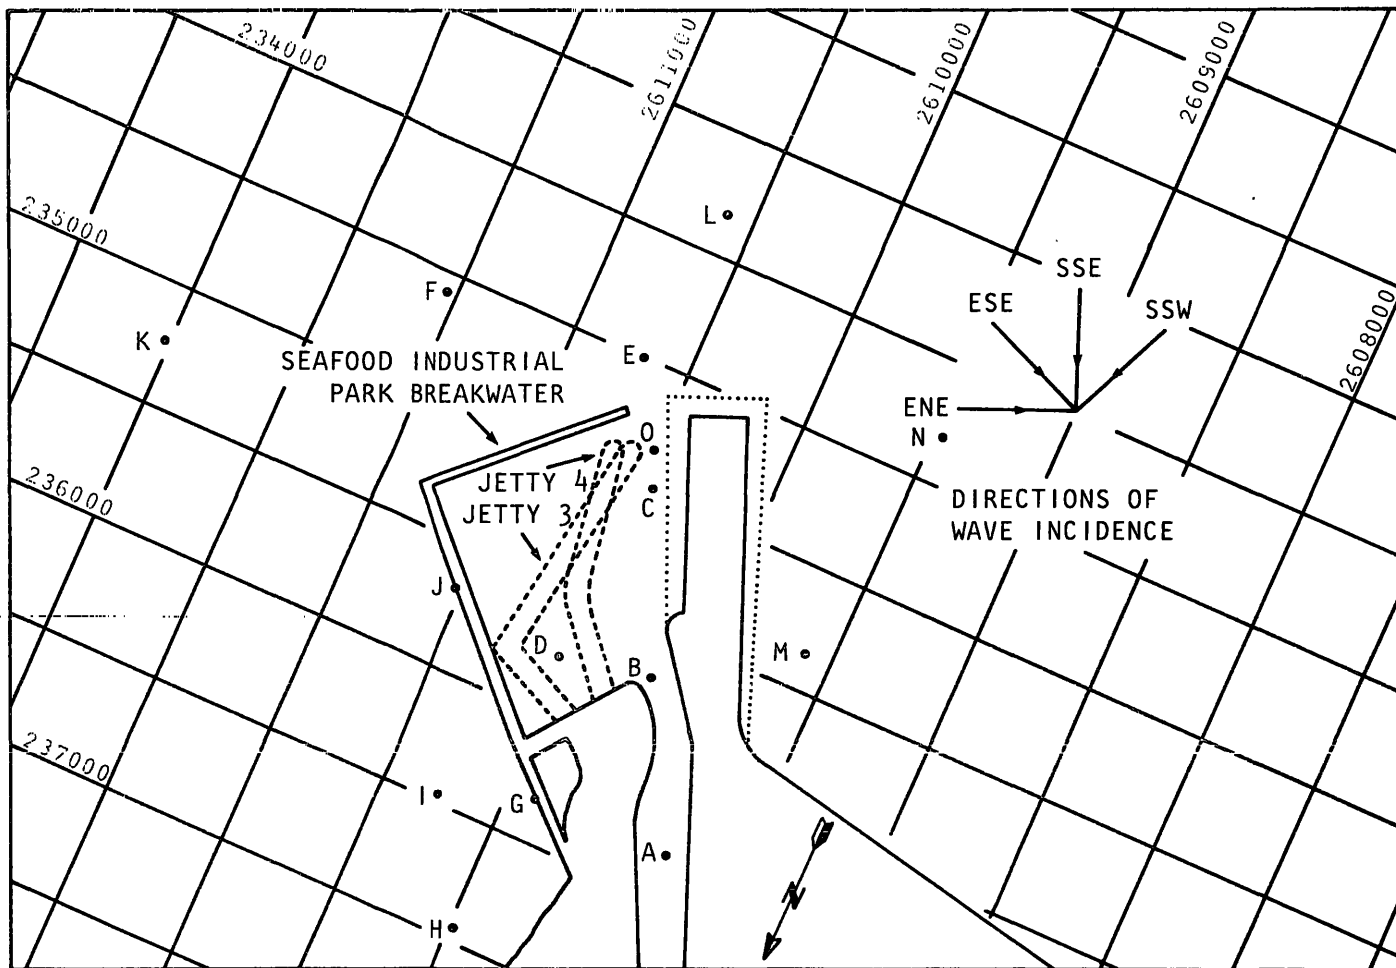 234000
2611000
2610000
2609000
235000
L
SSE
F
ESE
SSW
K
2608000
SEAFOOD INDUSTRIAL
PARK BREAKWATER
E
ENE
O
N
236000
JETTY 4
JETTY 3
C
DIRECTIONS OF
WAVE INCIDENCE
J
D
B
M
237000
I
G
A
N
H